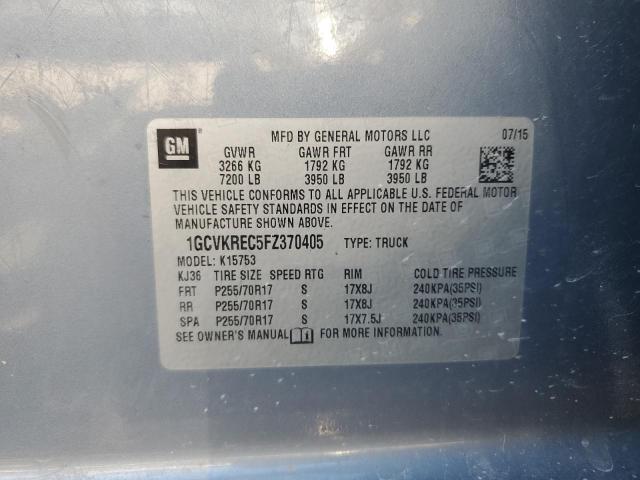 GM ® MFD BY GENERAL MOTORS LLC 07/15
GVWR GAWR FRT GAWR RR
3266 KG 1792 KG 1792 KG
7200 LB 3950 LB 3950 LB
THIS VEHICLE CONFORMS TO ALL APPLICABLE U.S. FEDERAL MOTOR
VEHICLE SAFETY STANDARDS IN EFFECT ON THE DATE OF
MANUFACTURE SHOWN ABOVE.
1GCVKREC5FZ370405 TYPE: TRUCK
MODEL: K15753
KJ36 TIRE SIZE SPEED RTG RIM COLD TIRE PRESSURE
FRT P255/70R17 S 17X8J 240KPA(35PSI)
RR P255/70R17 S 17X8J 240KPA(35PSI)
SPA P255/70R17 S 17X7.5J 240KPA(35PSI)
SEE OWNER'S MANUAL FOR MORE INFORMATION.